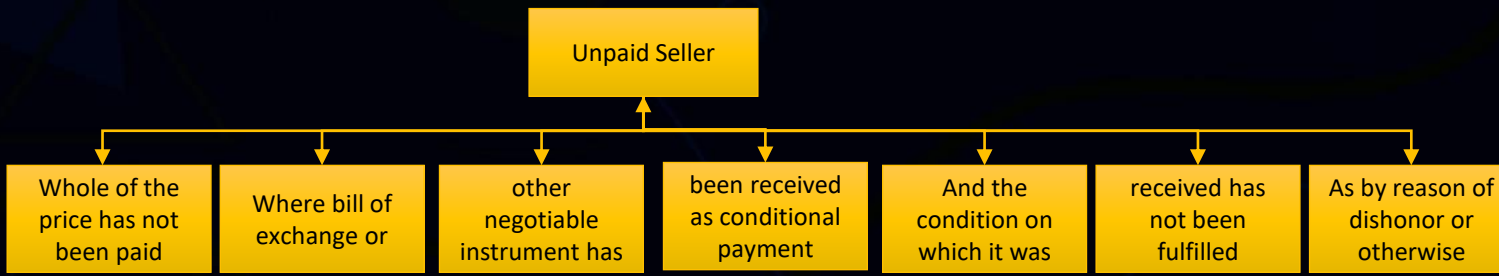 Unpaid Seller
Whole of the
price has not
been paid
Where bill of
exchange or
other
negotiable
instrument has
been received
as conditional
payment
And the
condition on
which it was
received has
not been
fulfilled
As by reason of
dishonor or
otherwise